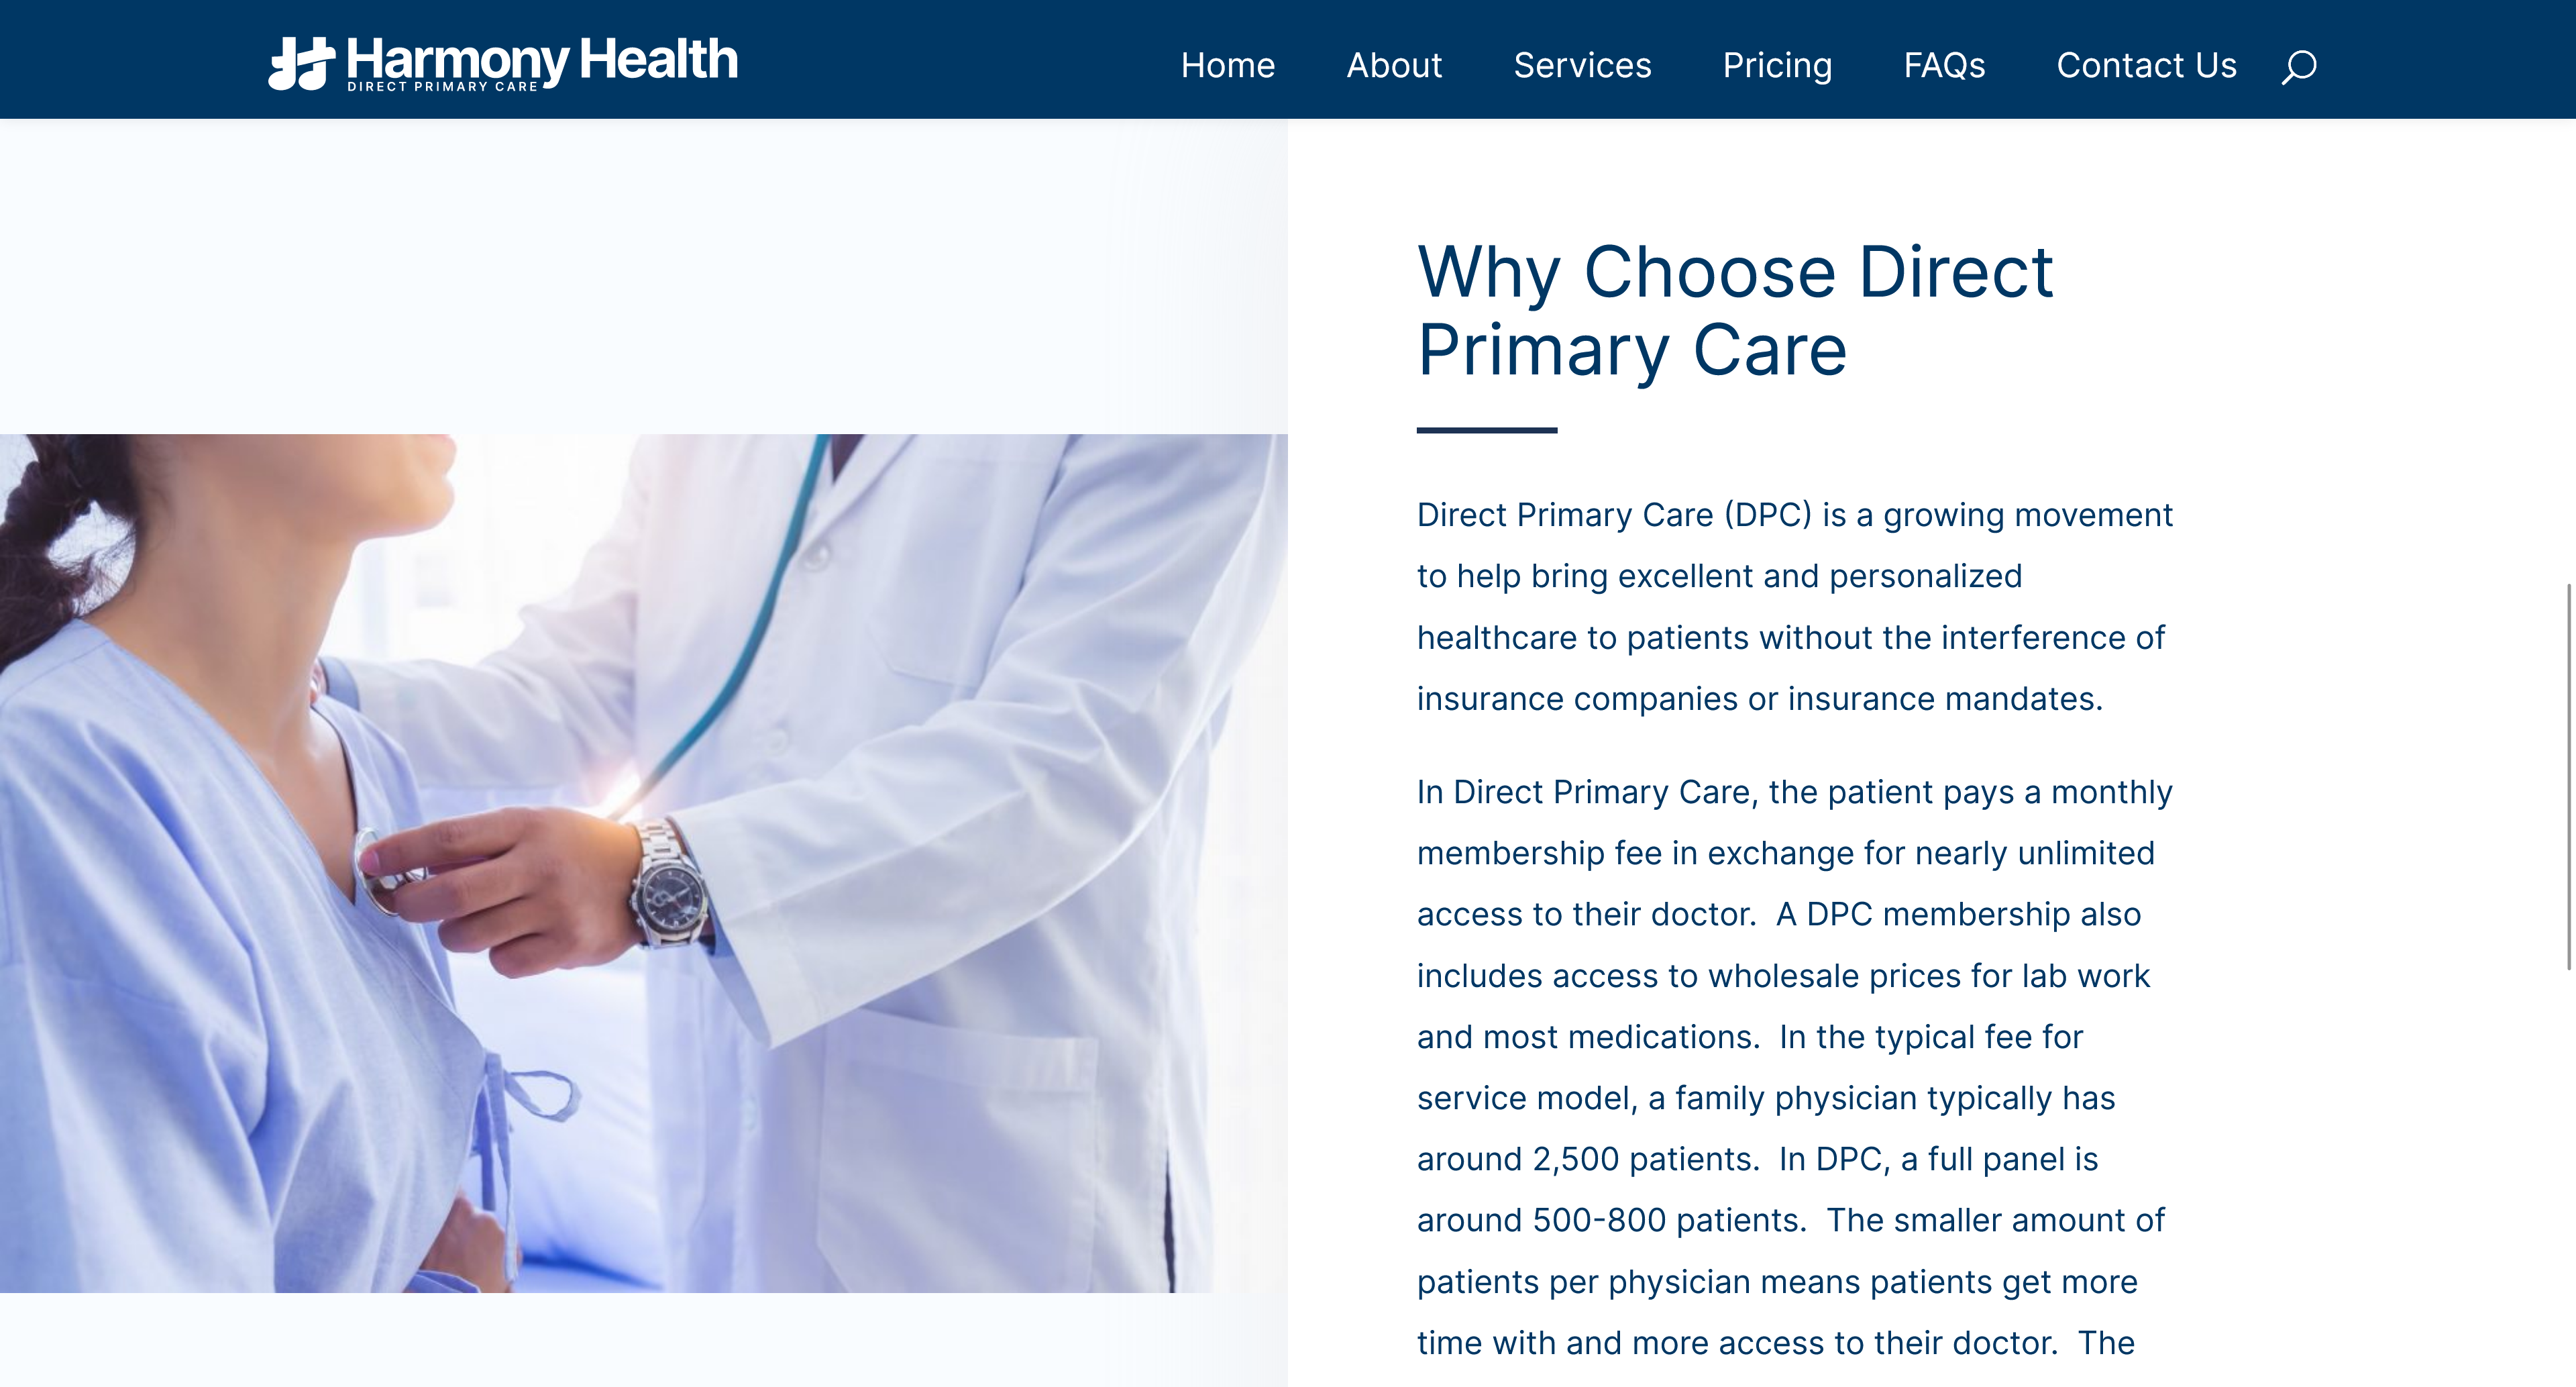 Harmony Health
DIRECT PRIMARY CARE
Home About Services Pricing FAQs Contact Us
Why Choose Direct
Primary Care
Direct Primary Care (DPC) is a growing movement
to help bring excellent and personalized
healthcare to patients without the interference of
insurance companies or insurance mandates.
In Direct Primary Care, the patient pays a monthly
membership fee in exchange for nearly unlimited
access to their doctor.  A DPC membership also
includes access to wholesale prices for lab work
and most medications.  In the typical fee for
service model, a family physician typically has
around 2,500 patients.  In DPC, a full panel is
around 500-800 patients.  The smaller amount of
patients per physician means patients get more
time with and more access to their doctor.  The